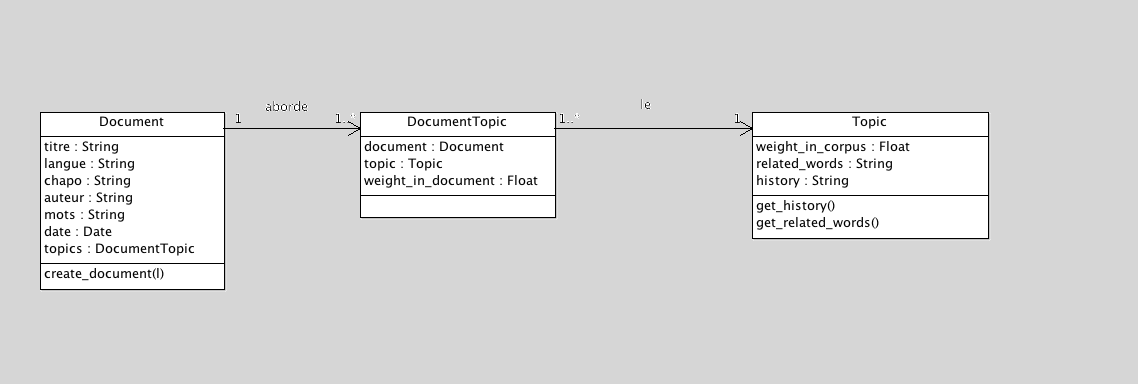 aborde
le
1
1..*
1..*
1
Document
titre : String
langue : String
chapo : String
auteur : String
mots : String
date : Date
topics : DocumentTopic
create_document(l)
DocumentTopic
document : Document
topic : Topic
weight_in_document : Float
Topic
weight_in_corpus : Float
related_words : String
history : String
get_history()
get_related_words()